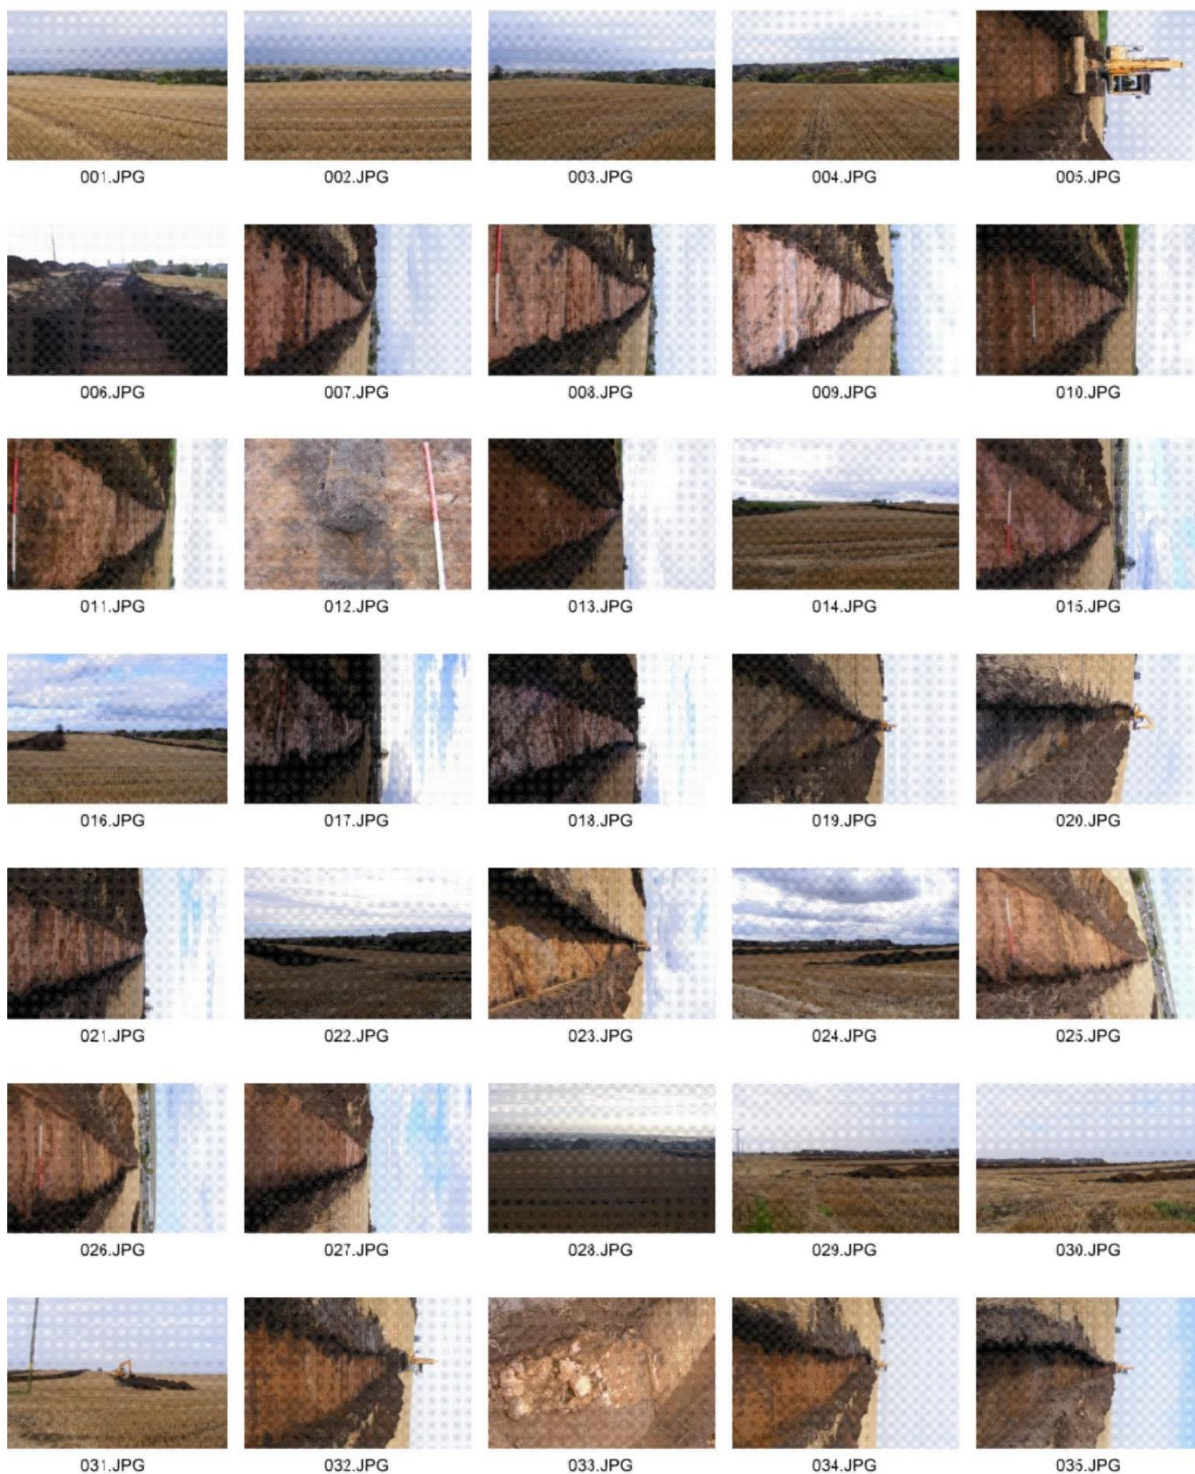 001.JPG 002.JPG 003.JPG 004.JPG 005.JPG
006.JPG 007.JPG 008.JPG 009.JPG 010.JPG
011.JPG 012.JPG 013.JPG 014.JPG 015.JPG
016.JPG 017.JPG 018.JPG 019.JPG 020.JPG
021.JPG 022.JPG 023.JPG 024.JPG 025.JPG
026.JPG 027.JPG 028.JPG 029.JPG 030.JPG
031.JPG 032.JPG 033.JPG 034.JPG 035.JPG